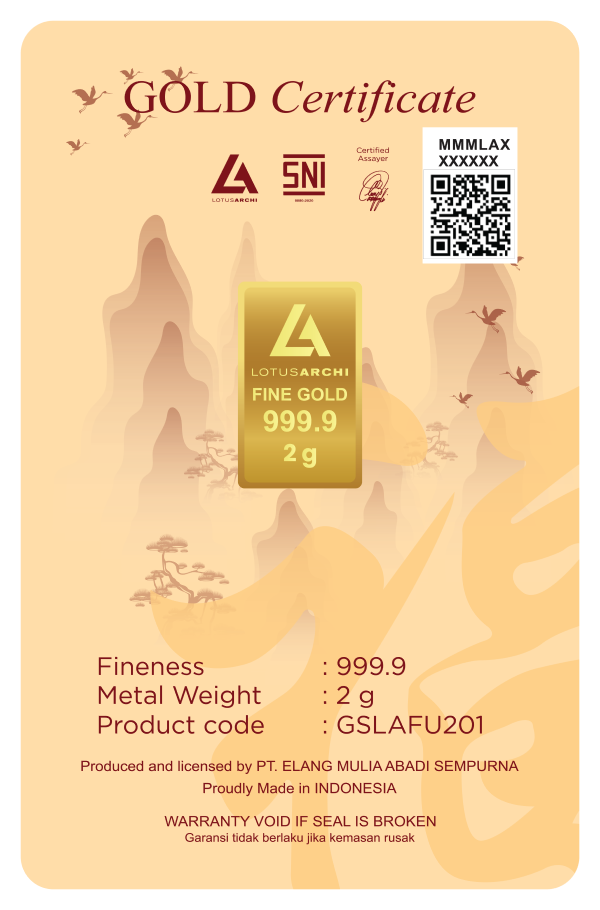 GOLD Certificate
MMMLAX
XXXXXX
Certified
Assayer
LOTUSARCHI
SNI
LOTUSARCHI
FINE GOLD
999.9
2 g
福
Fineness : 999.9
Metal Weight : 2 g
Product code : GSLAFU201
Produced and licensed by PT. ELANG MULIA ABADI SEMPURNA
Proudly Made in INDONESIA
WARRANTY VOID IF SEAL IS BROKEN
Garansi tidak berlaku jika kemasan rusak